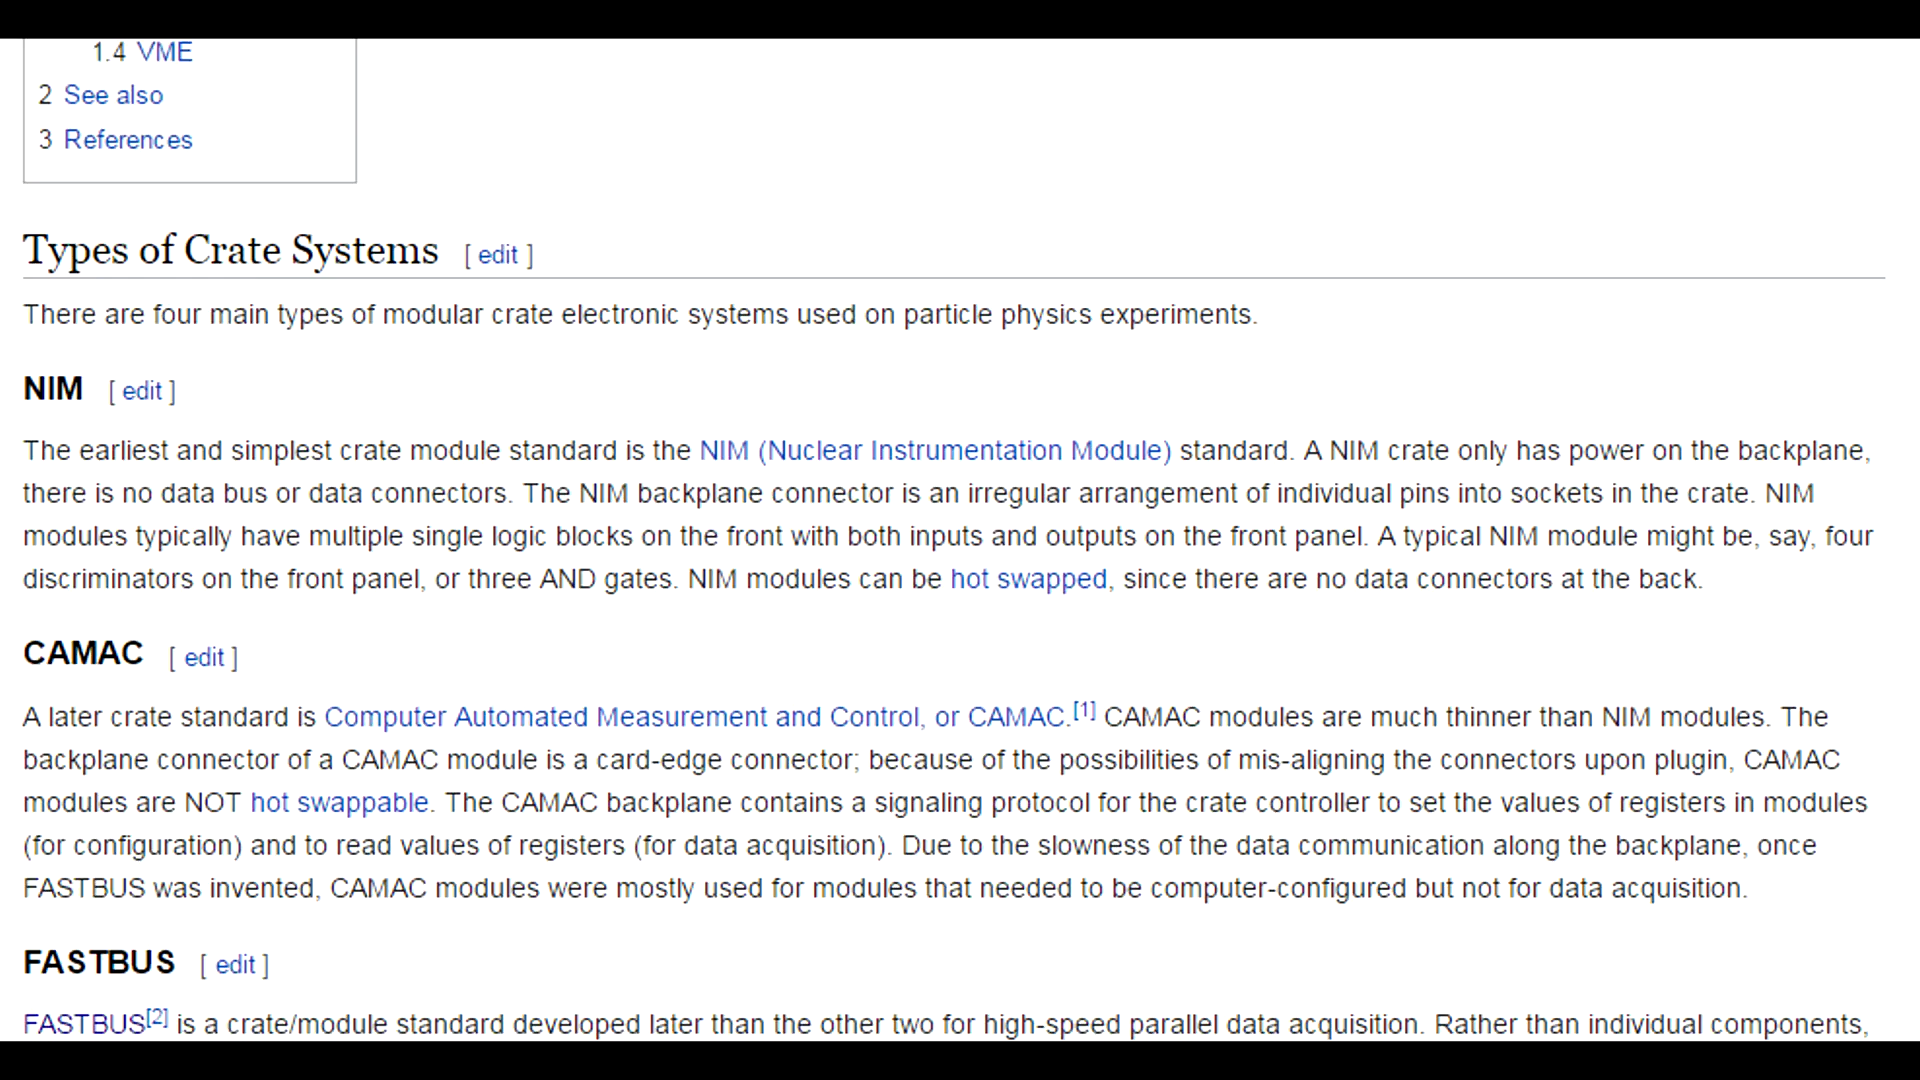 1.4 VME
2 See also
3 References
Types of Crate Systems [ edit ]
There are four main types of modular crate electronic systems used on particle physics experiments.
NIM [ edit ]
The earliest and simplest crate module standard is the NIM (Nuclear Instrumentation Module) standard. A NIM crate only has power on the backplane,
there is no data bus or data connectors. The NIM backplane connector is an irregular arrangement of individual pins into sockets in the crate. NIM
modules typically have multiple single logic blocks on the front with both inputs and outputs on the front panel. A typical NIM module might be, say, four
discriminators on the front panel, or three AND gates. NIM modules can be hot swapped, since there are no data connectors at the back.
CAMAC [ edit ]
A later crate standard is Computer Automated Measurement and Control, or CAMAC.[1] CAMAC modules are much thinner than NIM modules. The
backplane connector of a CAMAC module is a card-edge connector; because of the possibilities of mis-aligning the connectors upon plugin, CAMAC
modules are NOT hot swappable. The CAMAC backplane contains a signaling protocol for the crate controller to set the values of registers in modules
(for configuration) and to read values of registers (for data acquisition). Due to the slowness of the data communication along the backplane, once
FASTBUS was invented, CAMAC modules were mostly used for modules that needed to be computer-configured but not for data acquisition.
FASTBUS [ edit ]
FASTBUS[2] is a crate/module standard developed later than the other two for high-speed parallel data acquisition. Rather than individual components,